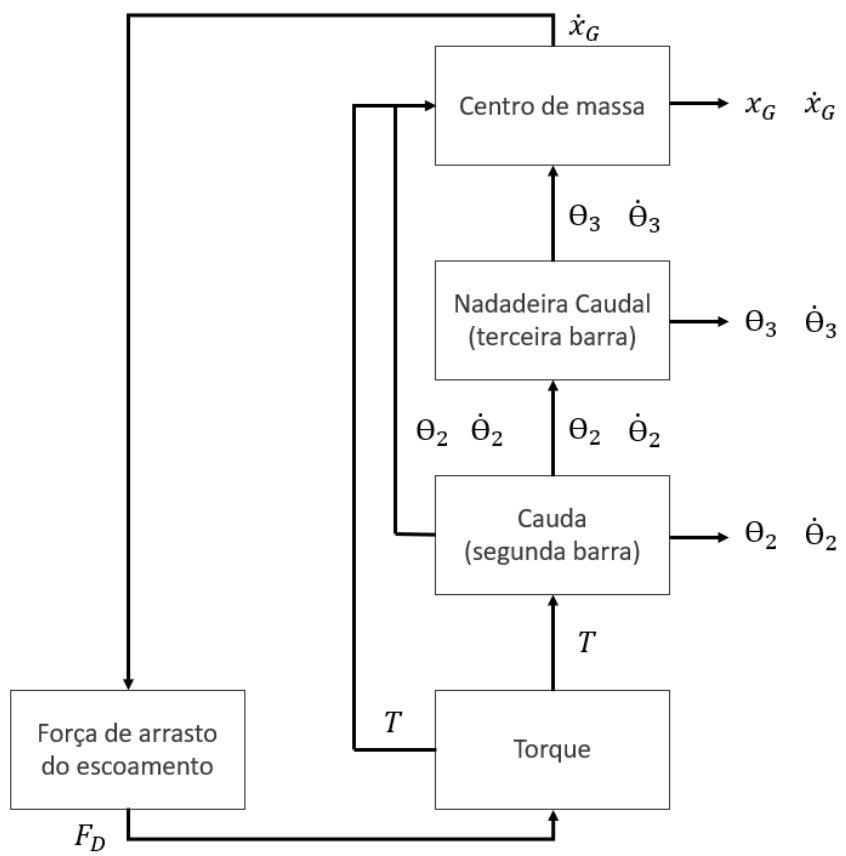 ẋ_G
Centro de massa
x_G ẋ_G
ϴ₃ ϴ̇₃
Nadadeira Caudal
(terceira barra)
ϴ₃ ϴ̇₃
ϴ₂ ϴ̇₂
ϴ₂ ϴ̇₂
Cauda
(segunda barra)
ϴ₂ ϴ̇₂
T
Força de arrasto
do escoamento
T
Torque
F_D